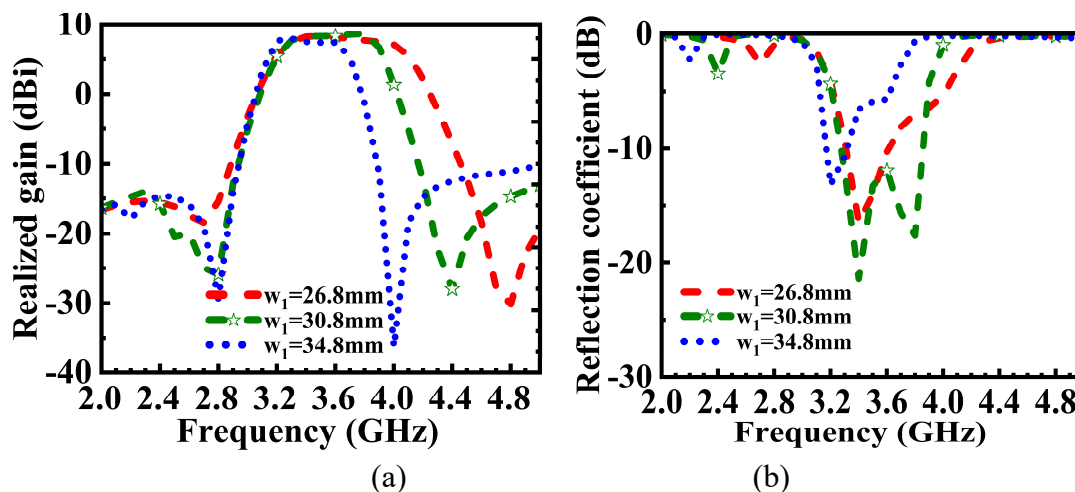 Realized gain (dBi)
10
0
-10
-20
-30
-40
w1=26.8mm
w1=30.8mm
w1=34.8mm
2.0 2.4 2.8 3.2 3.6 4.0 4.4 4.8
Frequency (GHz)
(a)
Reflection coefficient (dB)
0
-10
-20
-30
w1=26.8mm
w1=30.8mm
w1=34.8mm
2.0 2.4 2.8 3.2 3.6 4.0 4.4 4.8
Frequency (GHz)
(b)